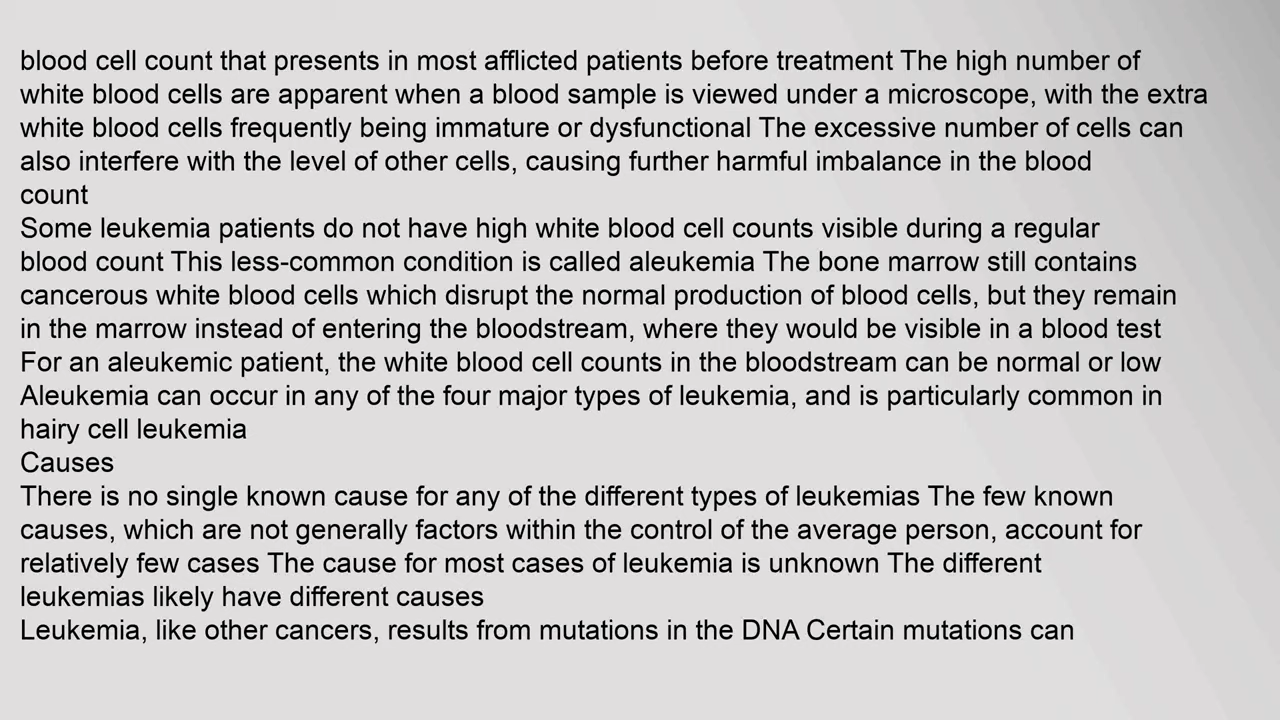 blood cell count that presents in most afflicted patients before treatment The high number of
white blood cells are apparent when a blood sample is viewed under a microscope, with the extra
white blood cells frequently being immature or dysfunctional The excessive number of cells can
also interfere with the level of other cells, causing further harmful imbalance in the blood
count
Some leukemia patients do not have high white blood cell counts visible during a regular
blood count This less-common condition is called aleukemia The bone marrow still contains
cancerous white blood cells which disrupt the normal production of blood cells, but they remain
in the marrow instead of entering the bloodstream, where they would be visible in a blood test
For an aleukemic patient, the white blood cell counts in the bloodstream can be normal or low
Aleukemia can occur in any of the four major types of leukemia, and is particularly common in
hairy cell leukemia
Causes
There is no single known cause for any of the different types of leukemias The few known
causes, which are not generally factors within the control of the average person, account for
relatively few cases The cause for most cases of leukemia is unknown The different
leukemias likely have different causes
Leukemia, like other cancers, results from mutations in the DNA Certain mutations can